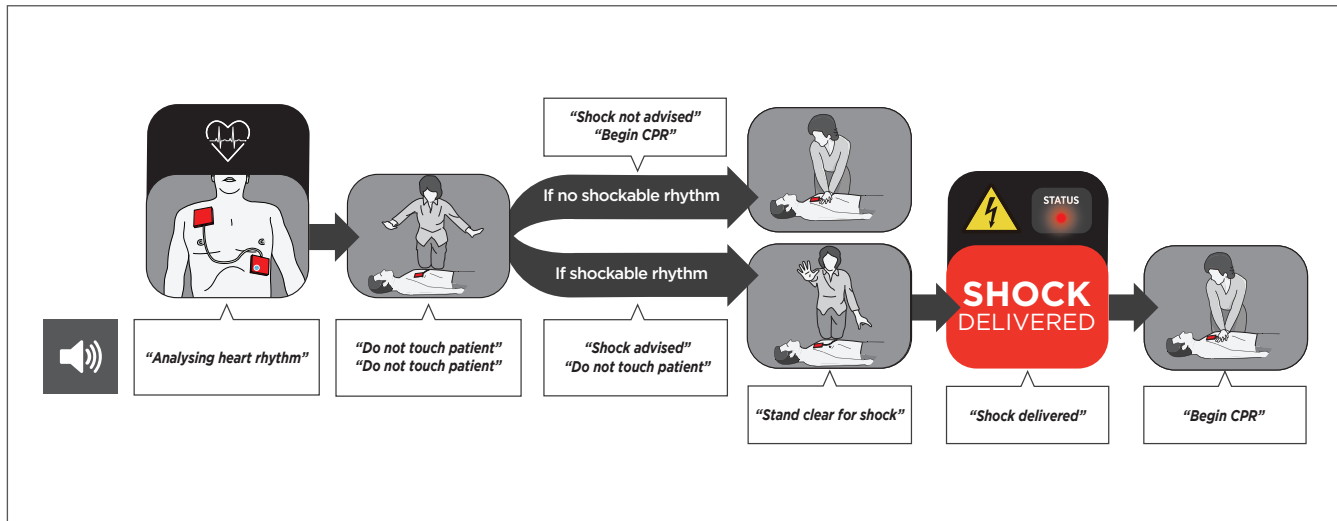 “Shock not advised”
“Begin CPR”
If no shockable rhythm
If shockable rhythm
STATUS
SHOCK
DELIVERED
“Analysing heart rhythm”
“Do not touch patient”
“Do not touch patient”
“Shock advised”
“Do not touch patient”
“Stand clear for shock”
“Shock delivered”
“Begin CPR”